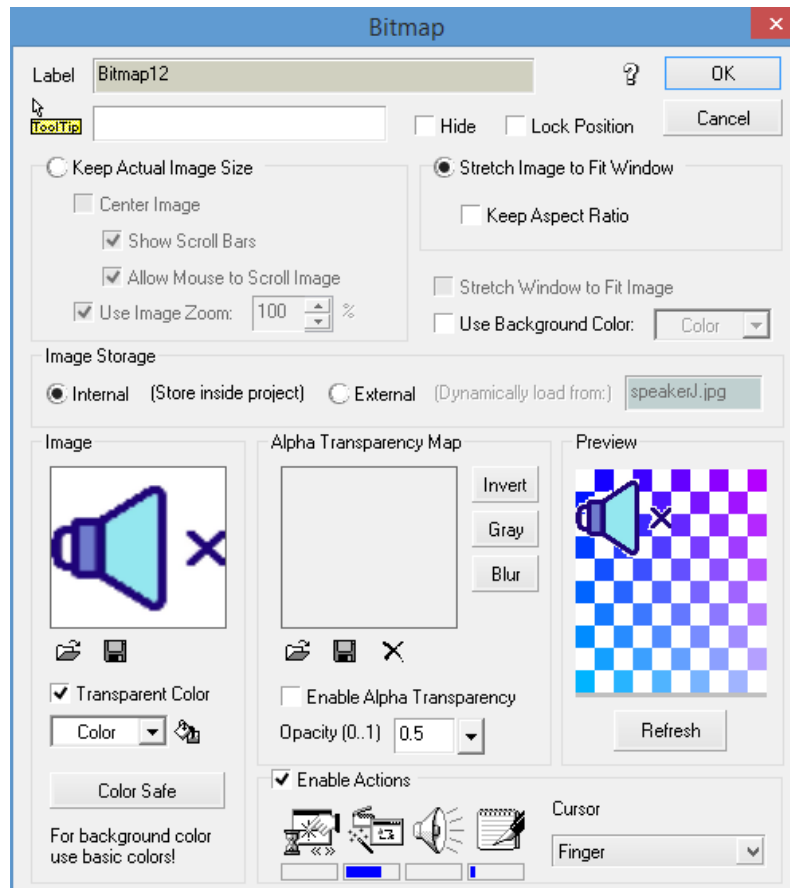 Bitmap
Label Bitmap12 OK
ToolTip Hide Lock Position Cancel
Keep Actual Image Size Stretch Image to Fit Window
Center Image
Keep Aspect Ratio
Show Scroll Bars
Allow Mouse to Scroll Image
Stretch Window to Fit Image
Use Image Zoom: 100 %
Use Background Color: Color
Image Storage
Internal (Store inside project) External (Dynamically load from:) speakerJ.jpg
Image Alpha Transparency Map Preview
Invert
Gray
Blur
Transparent Color Enable Alpha Transparency
Color Opacity (0..1) 0.5 Refresh
Color Safe
Enable Actions
Cursor
For background color
use basic colors!
Finger